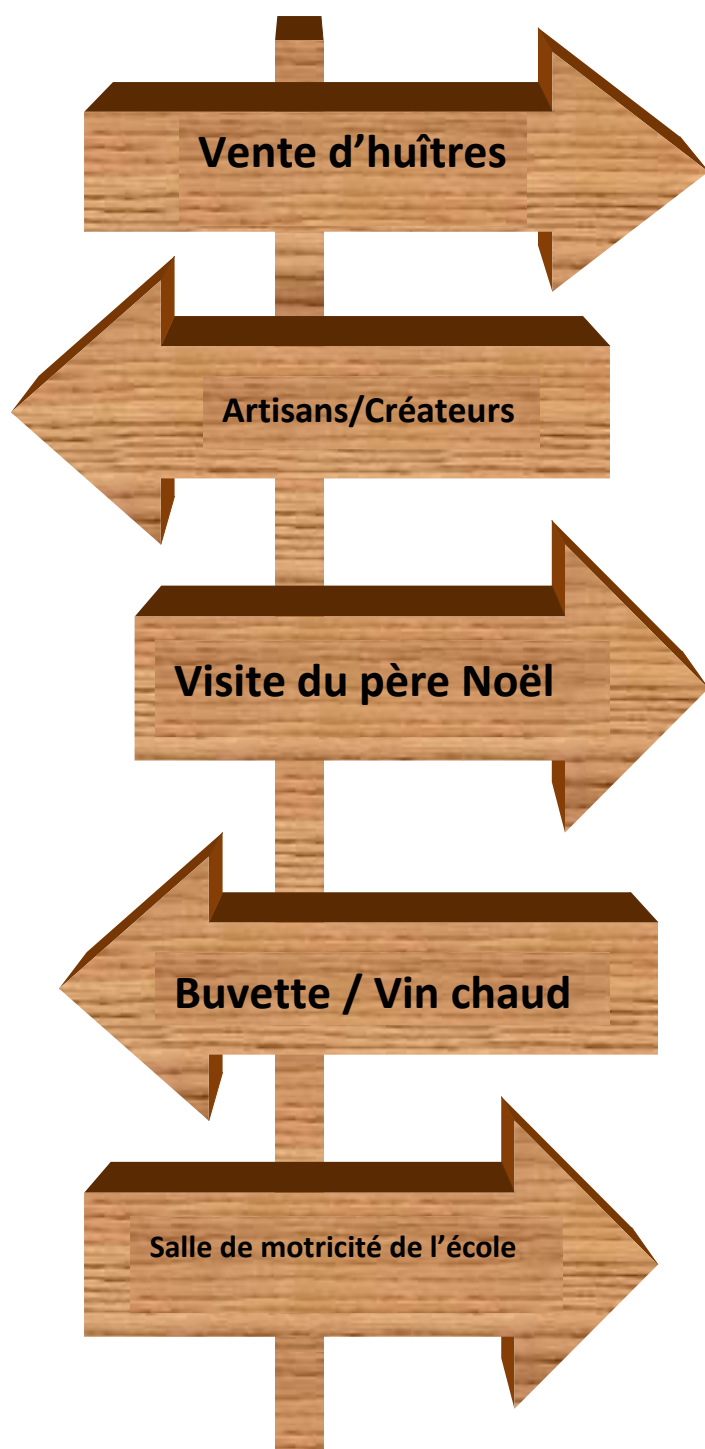 Vente d’huîtres
Artisans/Créateurs
Visite du père Noël
Buvette / Vin chaud
Salle de motricité de l’école